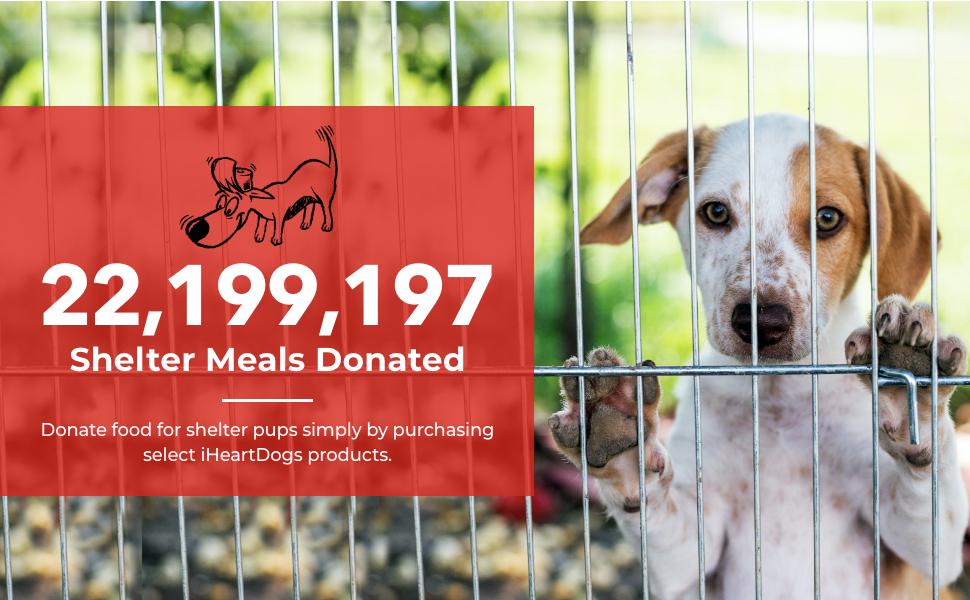 22,199,197
Shelter Meals Donated
Donate food for shelter pups simply by purchasing
select iHeartDogs products.